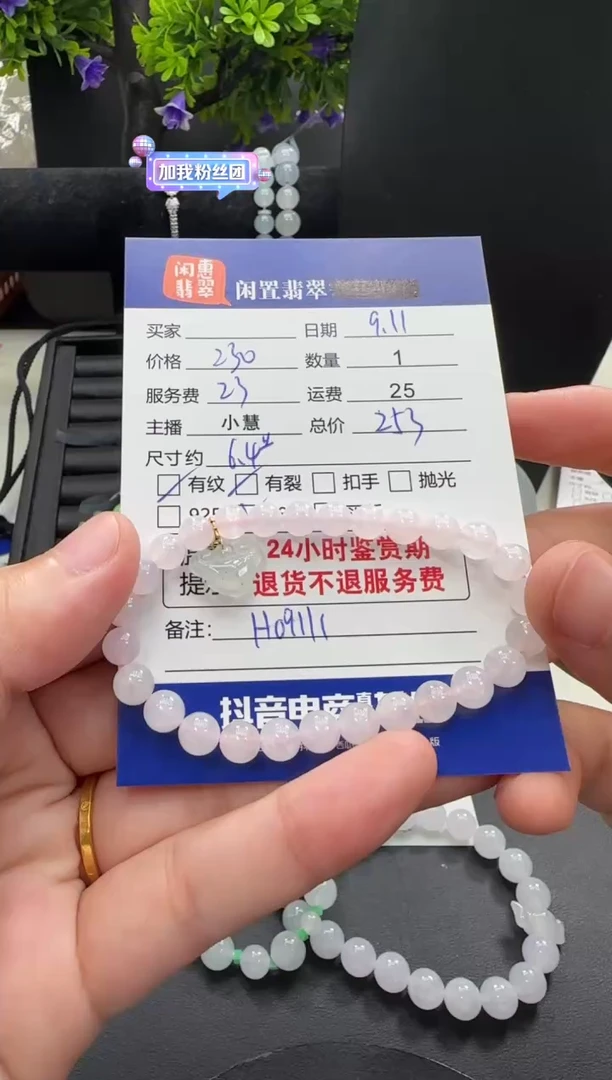 加我粉丝团
闲惠
翡翠
闲置翡翠
买家 日期 9.11
价格 230 数量 1
服务费 23 运费 25
主播 小慧 总价 253
尺寸约 6.4
有纹 有裂 扣手 抛光
925
24小时鉴赏期
提 退货不退服务费
备注: H09111
抖音电商